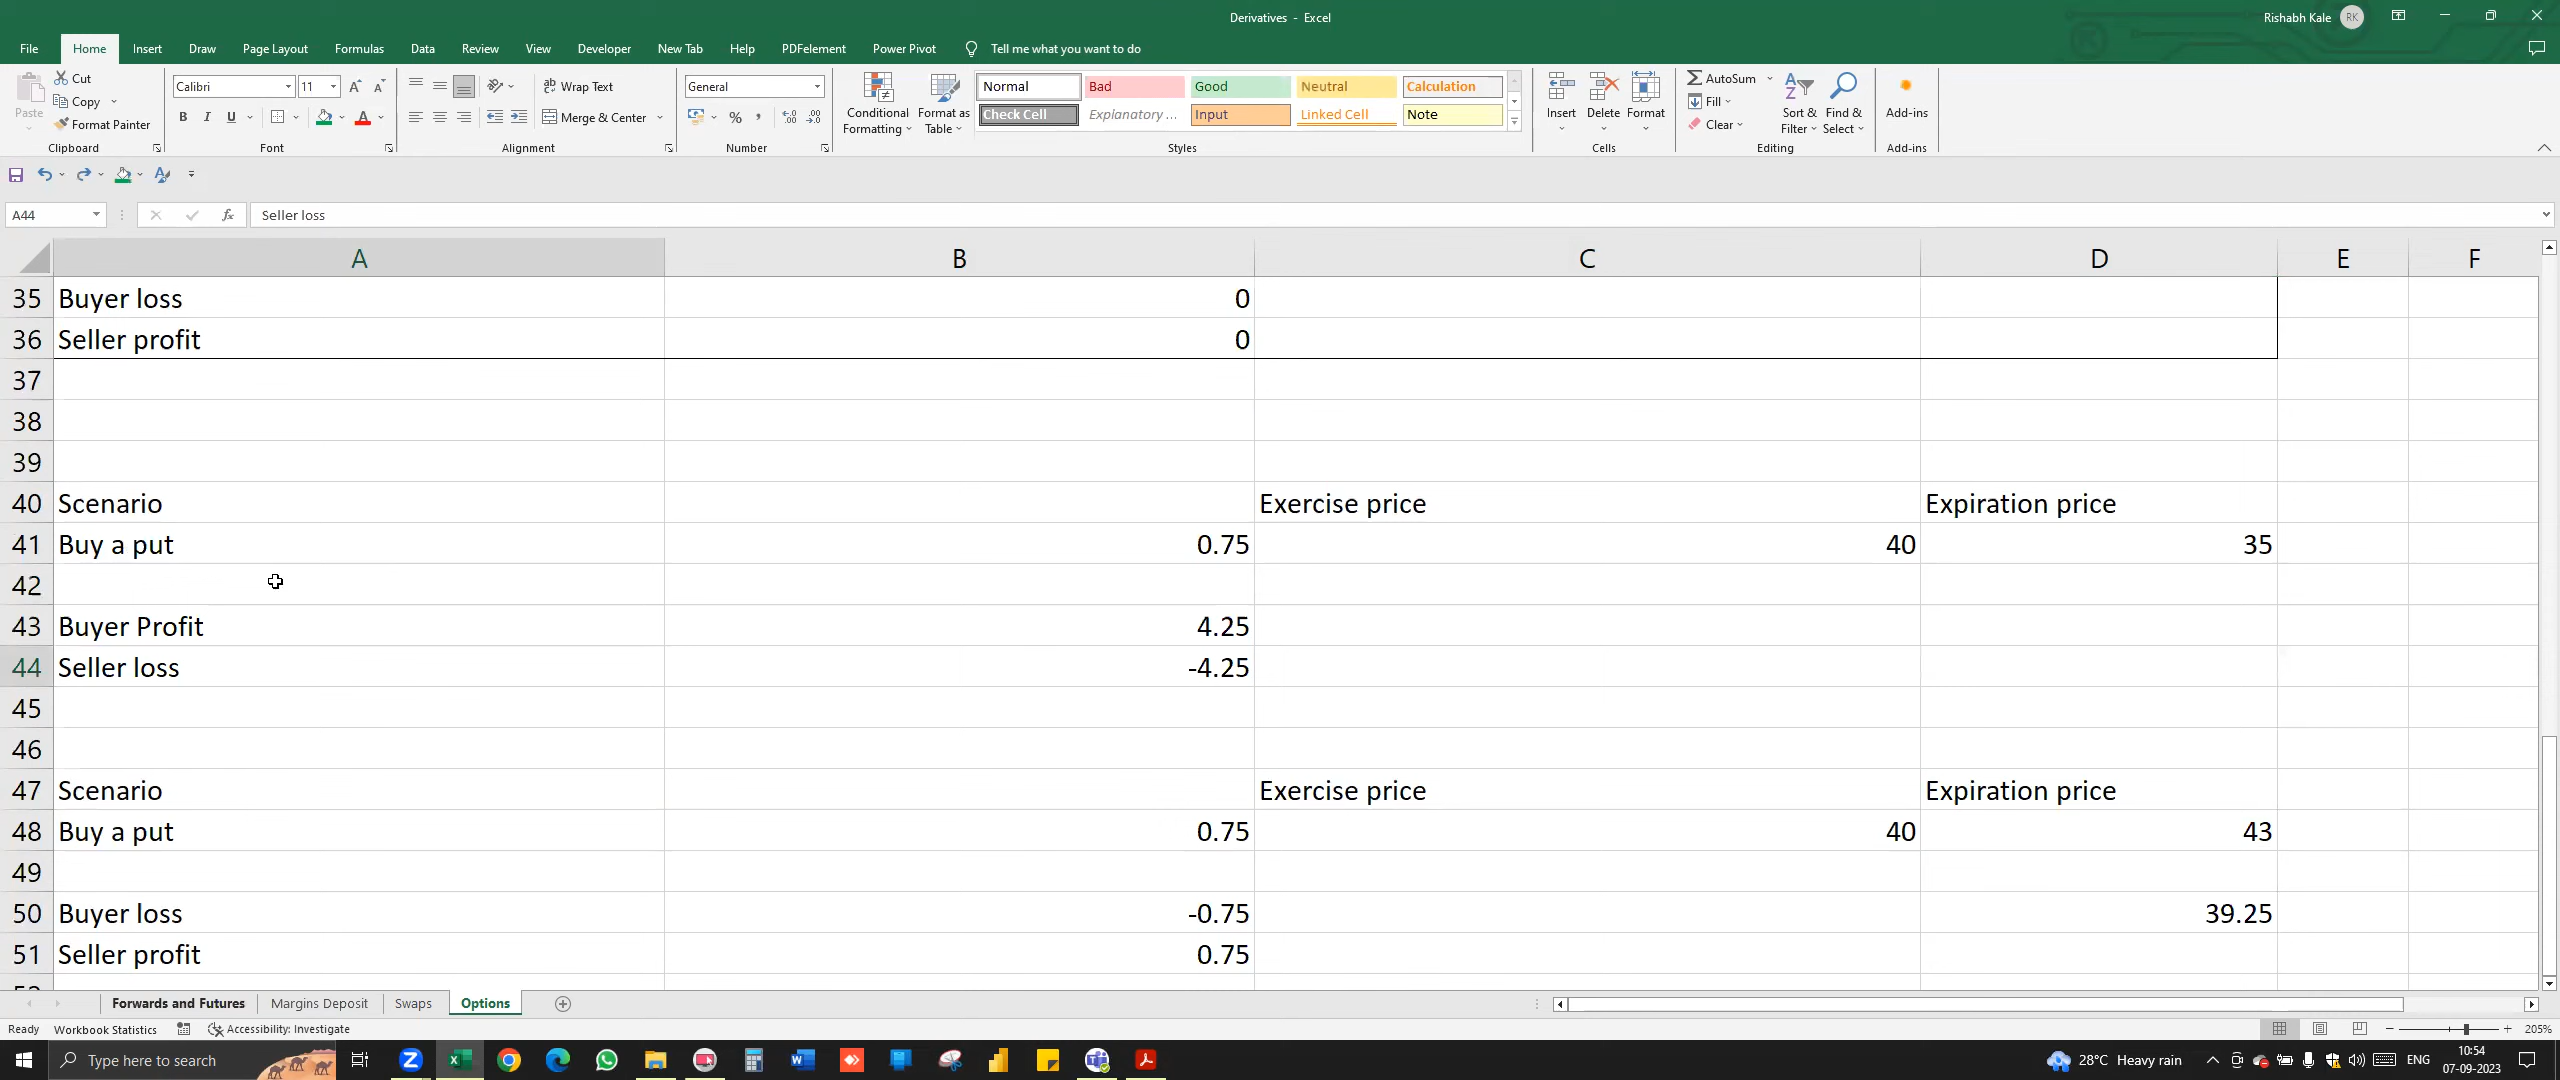 Derivatives - Excel
Rishabh Kale RK
File Home Insert Draw Page Layout Formulas Data Review View Developer New Tab Help PDFelement Power Pivot Tell me what you want to do
Paste
Cut
Copy
Format Painter
Clipboard
Calibri 11
B I U
Font
Wrap Text
Merge & Center
Alignment
General
Number
Conditional Formatting
Format as Table
Normal Bad Good Neutral Calculation
Check Cell Explanatory ... Input Linked Cell Note
Styles
Insert Delete Format
Cells
AutoSum
Fill
Clear
Sort & Filter
Find & Select
Editing
Add-ins
Add-ins
A44 fx Seller loss
A B C D E F
35 Buyer loss 0
36 Seller profit 0
37
38
39
40 Scenario Exercise price Expiration price
41 Buy a put 0.75 40 35
42
43 Buyer Profit 4.25
44 Seller loss -4.25
45
46
47 Scenario Exercise price Expiration price
48 Buy a put 0.75 40 43
49
50 Buyer loss -0.75 39.25
51 Seller profit 0.75
52
Forwards and Futures Margins Deposit Swaps Options
Ready Workbook Statistics Accessibility: Investigate 205%
Type here to search 28°C Heavy rain ENG 10:54
07-09-2023